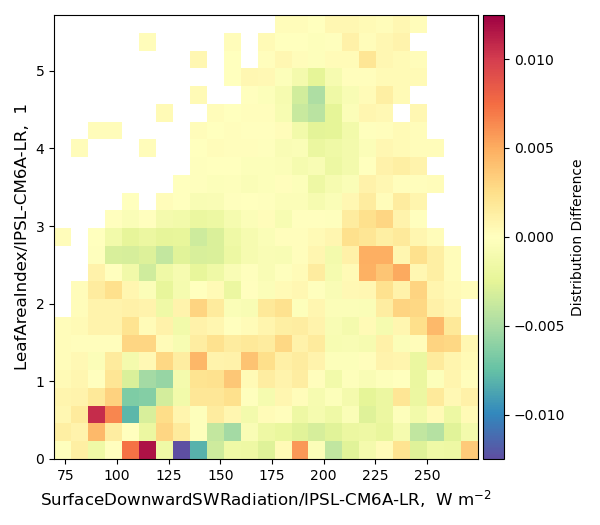 0.010
0.005
0.000
−0.005
−0.010
Distribution Difference
5
4
3
2
1
0
LeafAreaIndex/IPSL-CM6A-LR,  1
75 100 125 150 175 200 225 250
SurfaceDownwardSWRadiation/IPSL-CM6A-LR,  W m⁻²